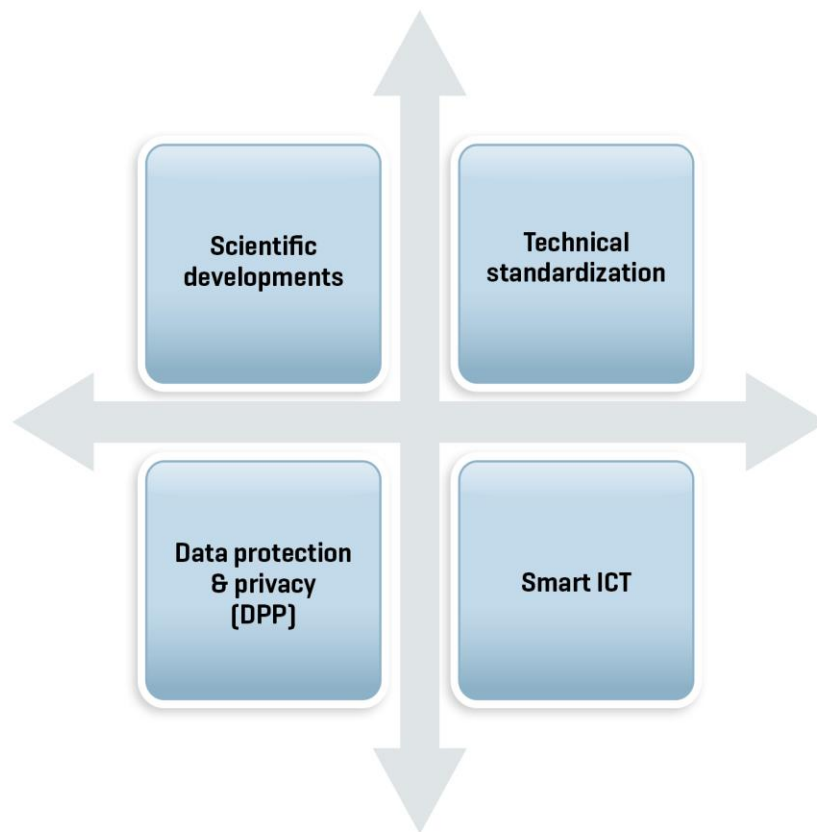 Scientific
developments
Technical
standardization
Data protection
& privacy
(DPP)
Smart ICT